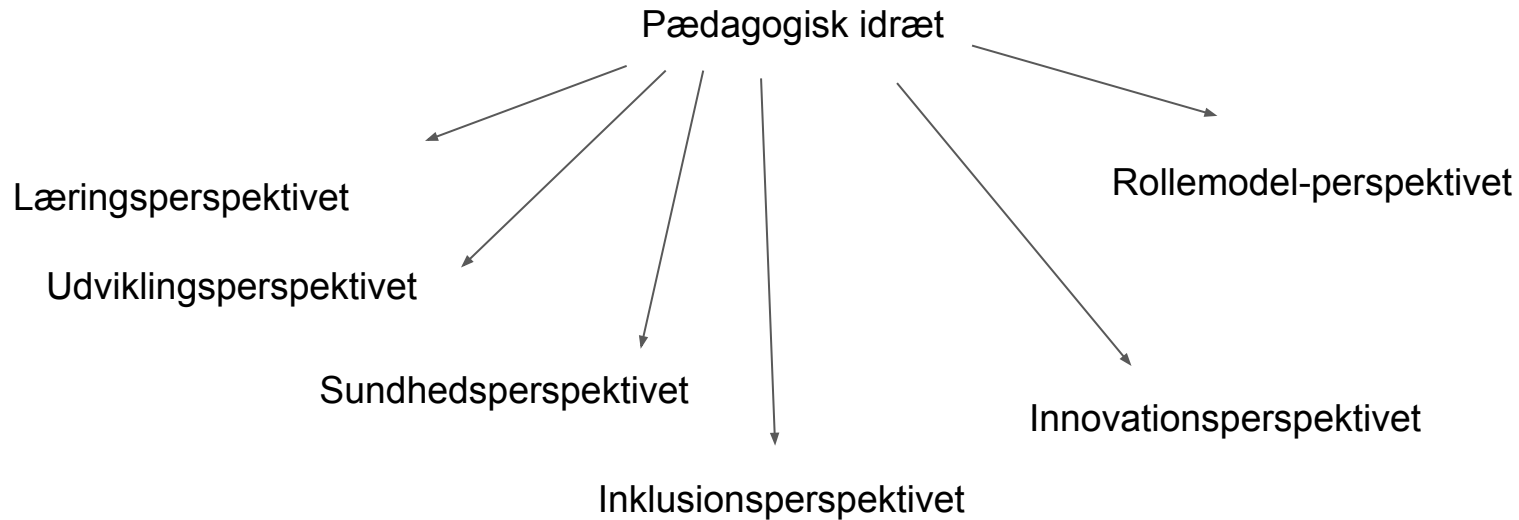 Pædagogisk idræt
Læringsperspektivet
Rollemodel-perspektivet
Udviklingsperspektivet
Sundhedsperspektivet
Innovationsperspektivet
Inklusionsperspektivet